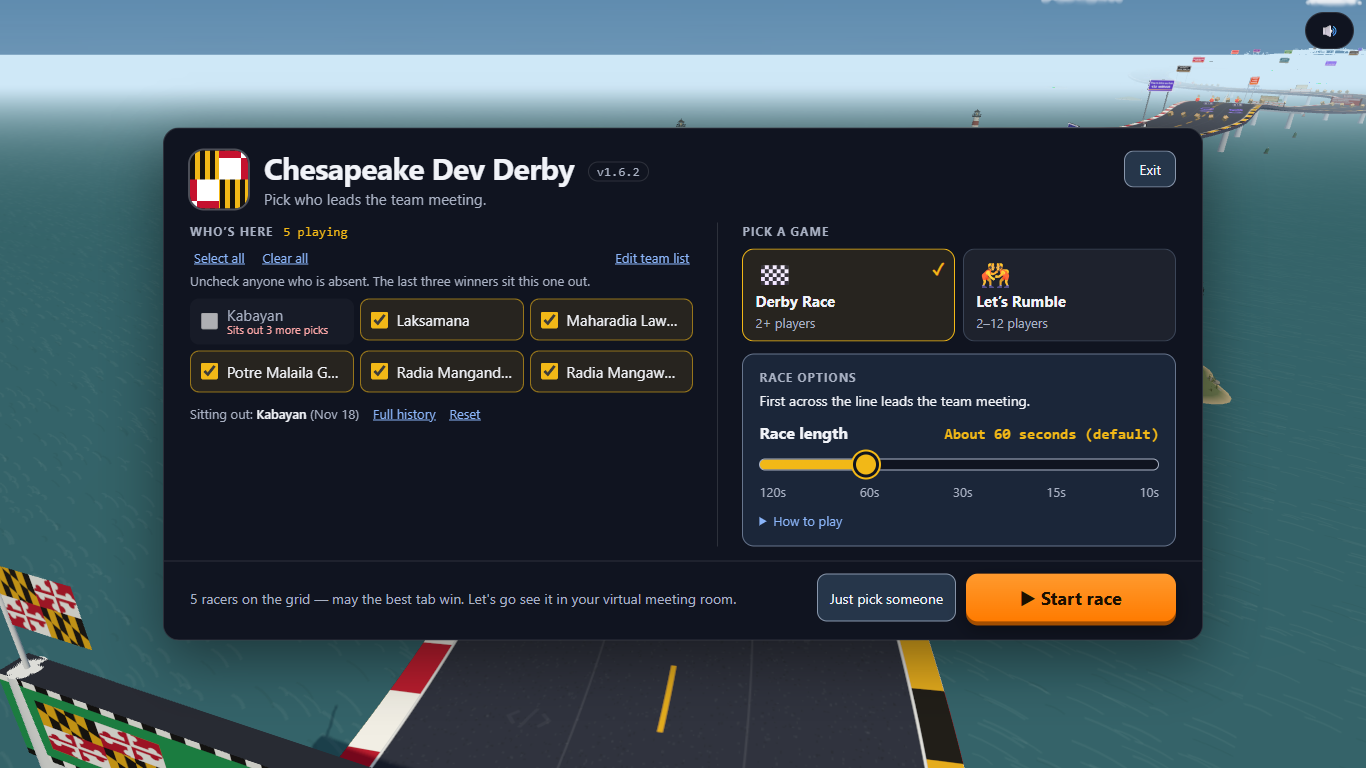 Chesapeake Dev Derby v1.6.2
Pick who leads the team meeting.
Exit
WHO'S HERE 5 playing
Select all Clear all Edit team list
Uncheck anyone who is absent. The last three winners sit this one out.
Kabayan
Sits out 3 more picks
Laksamana
Maharadia Law...
Potre Malaila G...
Radia Mangand...
Radia Mangaw...
Sitting out: Kabayan (Nov 18) Full history Reset
PICK A GAME
Derby Race
2+ players
Let's Rumble
2–12 players
RACE OPTIONS
First across the line leads the team meeting.
Race length About 60 seconds (default)
120s 60s 30s 15s 10s
How to play
5 racers on the grid — may the best tab win. Let's go see it in your virtual meeting room.
Just pick someone
Start race